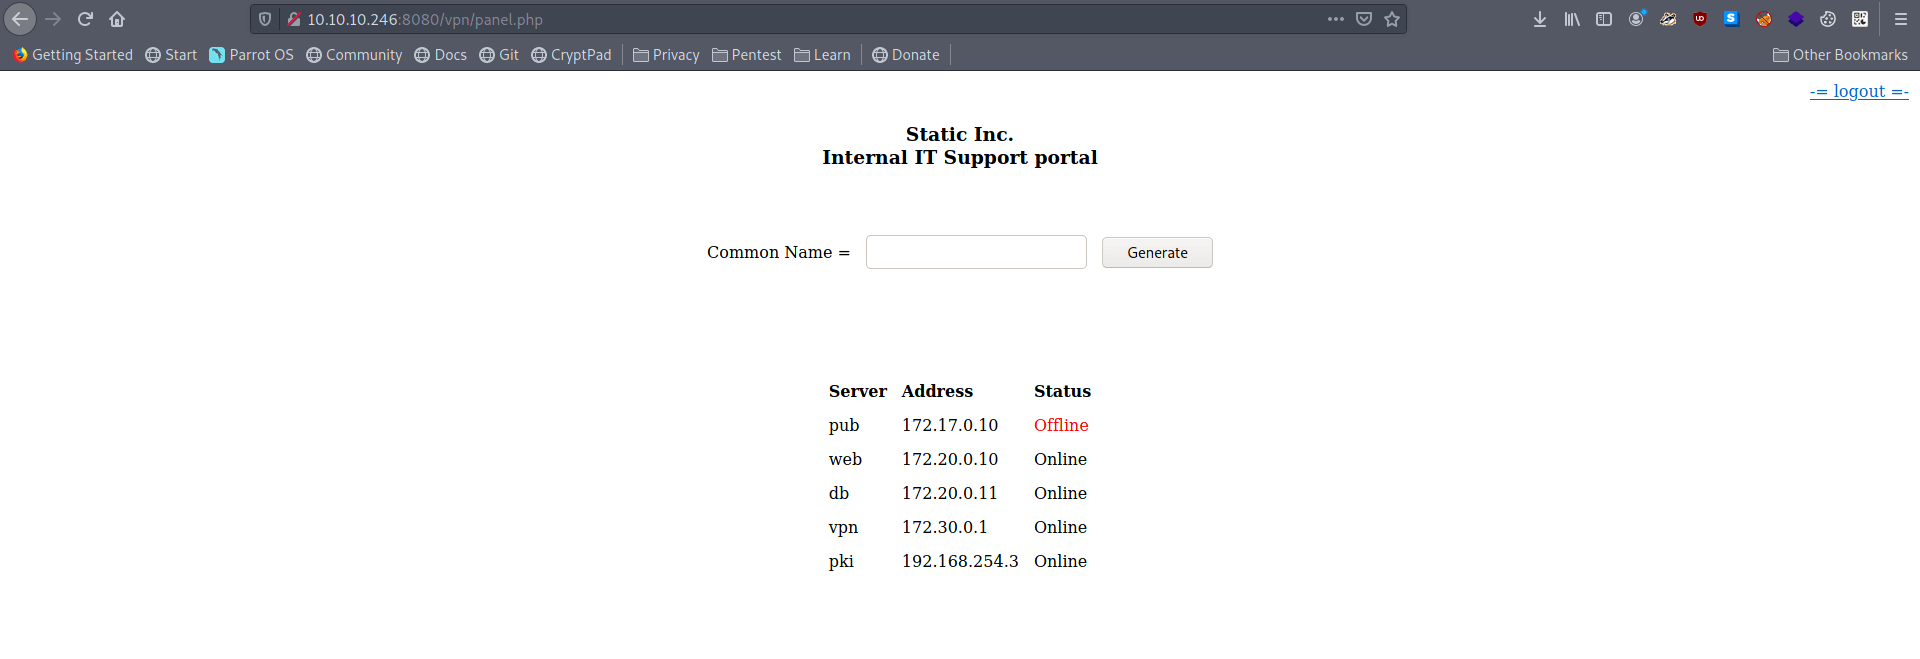 10.10.10.246:8080/vpn/panel.php
Getting Started Start Parrot OS Community Docs Git CryptPad Privacy Pentest Learn Donate Other Bookmarks
-= logout =-
Static Inc.
Internal IT Support portal
Common Name = Generate
Server Address Status
pub 172.17.0.10 Offline
web 172.20.0.10 Online
db 172.20.0.11 Online
vpn 172.30.0.1 Online
pki 192.168.254.3 Online